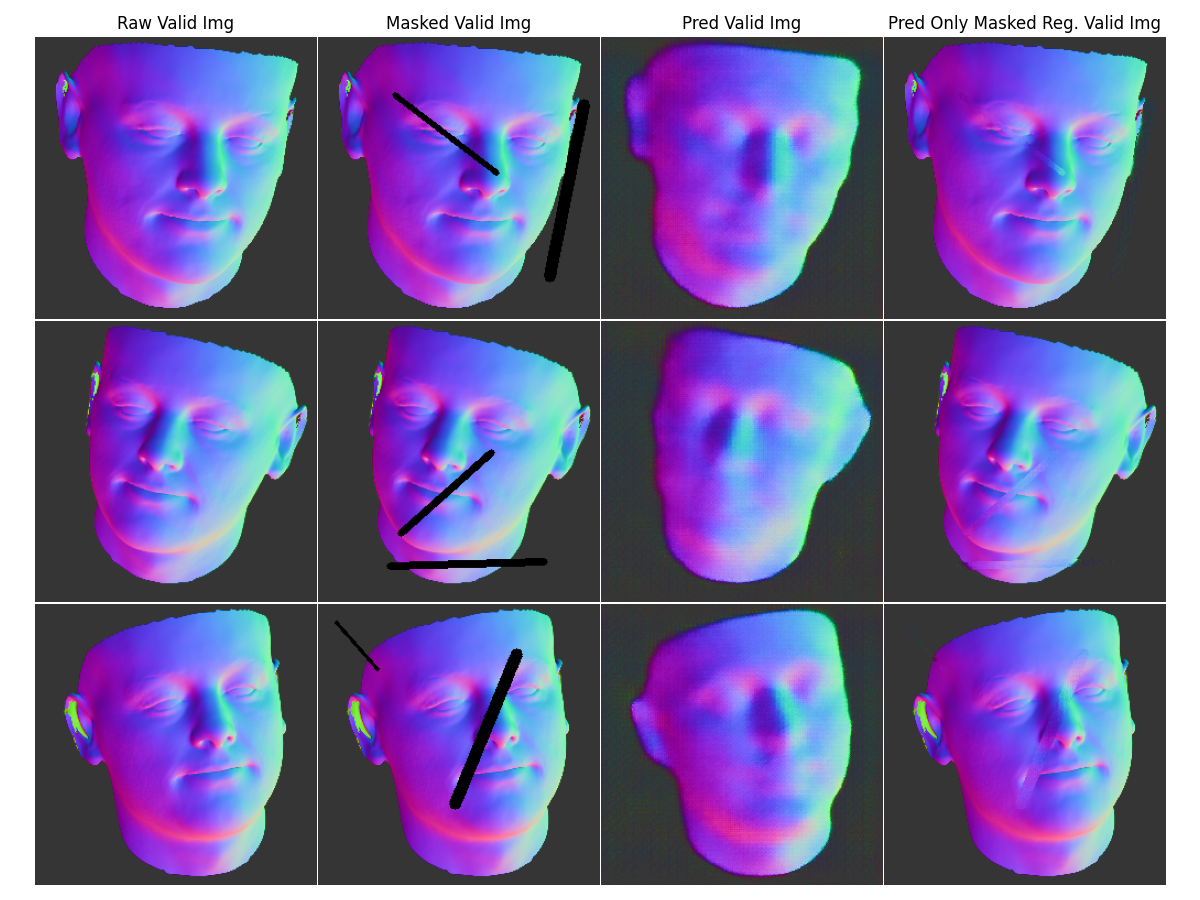 Raw Valid Img
Masked Valid Img
Pred Valid Img
Pred Only Masked Reg. Valid Img